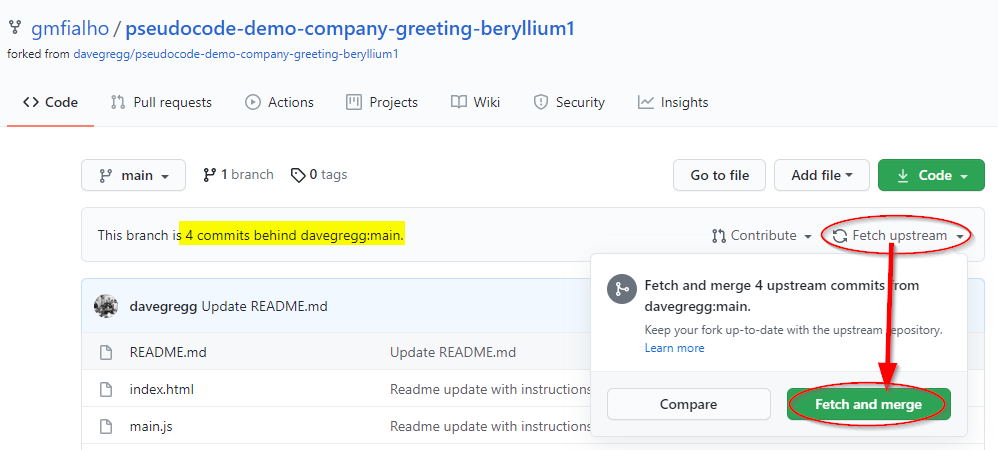 gmfialho / pseudocode-demo-company-greeting-beryllium1
forked from davegregg/pseudocode-demo-company-greeting-beryllium1
Code Pull requests Actions Projects Wiki Security Insights
main 1 branch 0 tags Go to file Add file Code
This branch is 4 commits behind davegregg:main. Contribute Fetch upstream
Fetch and merge 4 upstream commits from
davegregg:main.
Keep your fork up-to-date with the upstream repository.
Learn more
Compare Fetch and merge
davegregg Update README.md
README.md Update README.md
index.html Readme update with instructions
main.js Readme update with instructions